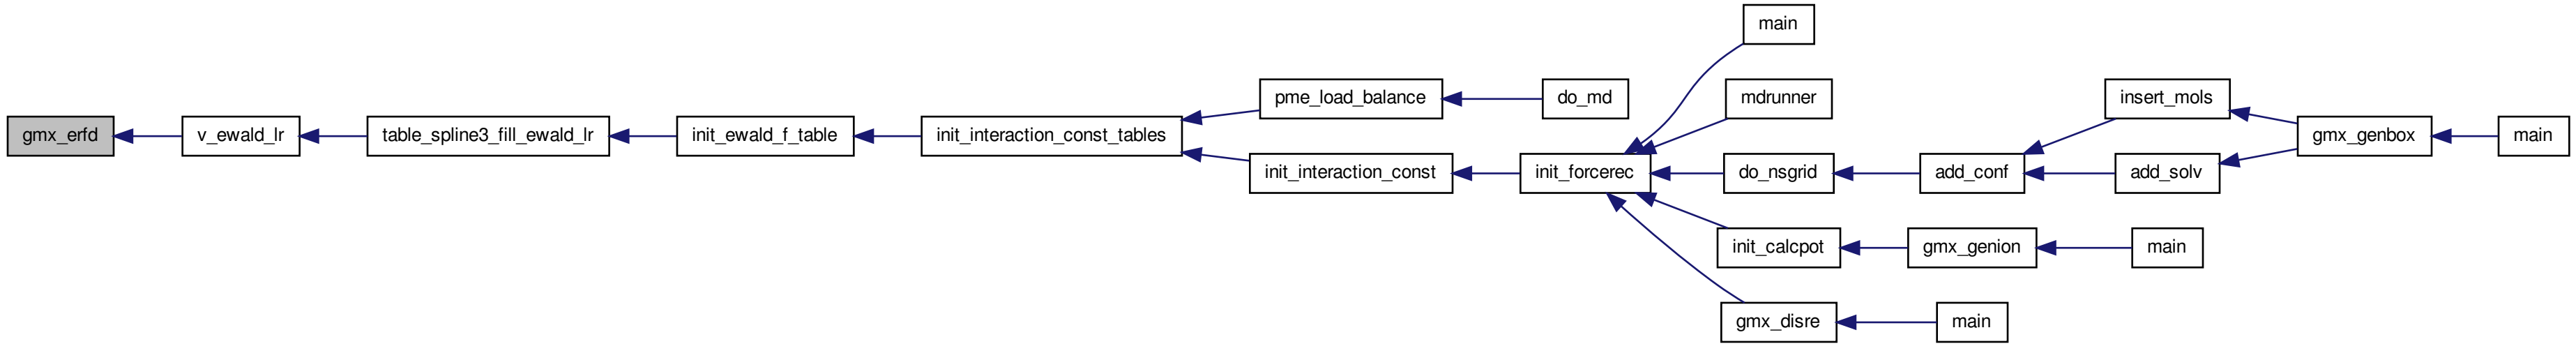 main
pme_load_balance
do_md
mdrunner
insert_mols
gmx_erfd
v_ewald_lr
table_spline3_fill_ewald_lr
init_ewald_f_table
init_interaction_const_tables
gmx_genbox
main
init_interaction_const
init_forcerec
do_nsgrid
add_conf
add_solv
init_calcpot
gmx_genion
main
gmx_disre
main